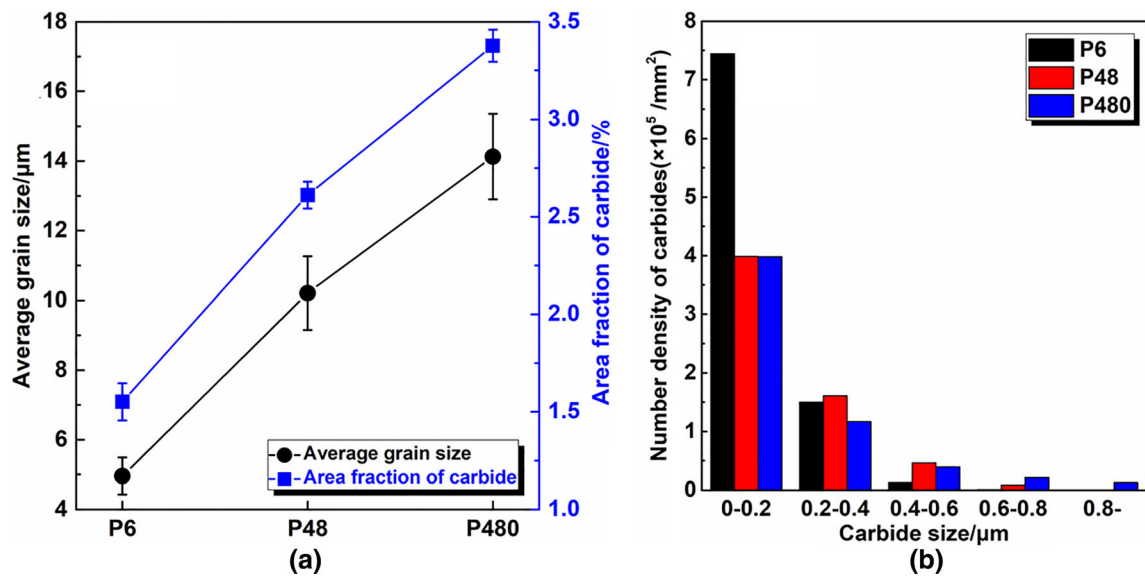 18
16
14
12
10
8
6
4
Average grain size/μm
3.5
3.0
2.5
2.0
1.5
1.0
Area fraction of carbide/%
Average grain size
Area fraction of carbide
P6 P48 P480
(a)
8
7
6
5
4
3
2
1
0
Number density of carbides(×10⁵ /mm²)
P6
P48
P480
0-0.2 0.2-0.4 0.4-0.6 0.6-0.8 0.8-
Carbide size/μm
(b)